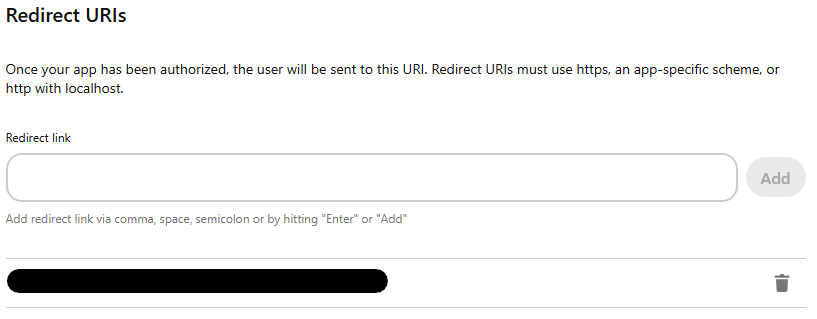 Redirect URIs
Once your app has been authorized, the user will be sent to this URI. Redirect URIs must use https, an app-specific scheme, or
http with localhost.
Redirect link
Add
Add redirect link via comma, space, semicolon or by hitting "Enter" or "Add"